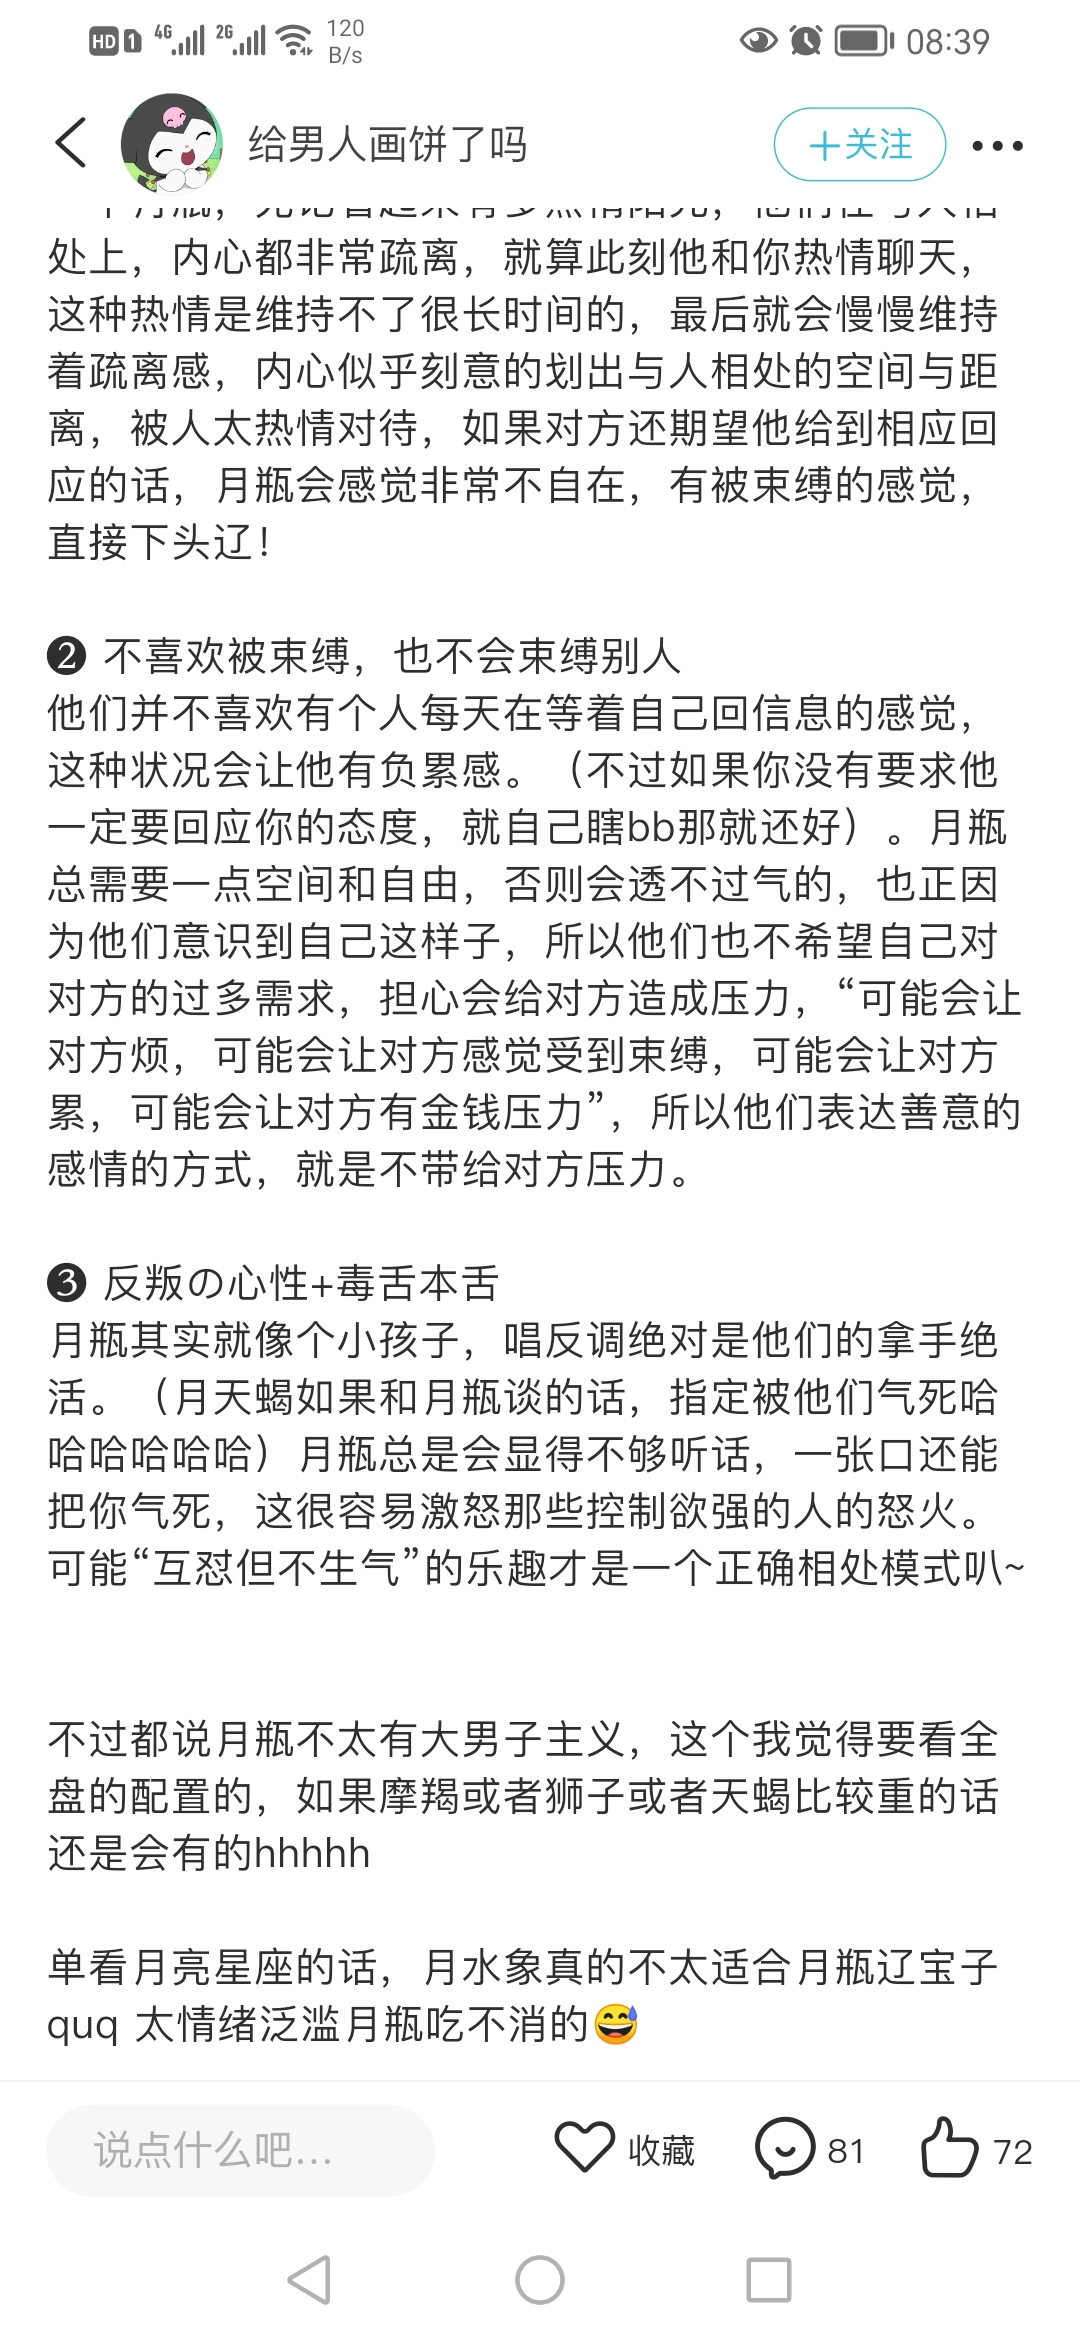 HD 1 4G 2G 120 B/s 08:39
给男人画饼了吗
+关注
处上，内心都非常疏离，就算此刻他和你热情聊天，
这种热情是维持不了很长时间的，最后就会慢慢维持
着疏离感，内心似乎刻意的划出与人相处的空间与距
离，被人太热情对待，如果对方还期望他给到相应回
应的话，月瓶会感觉非常不自在，有被束缚的感觉，
直接下头辽！
❷ 不喜欢被束缚，也不会束缚别人
他们并不喜欢有个人每天在等着自己回信息的感觉，
这种状况会让他有负累感。（不过如果你没有要求他
一定要回应你的态度，就自己瞎bb那就还好）。月瓶
总需要一点空间和自由，否则会透不过气的，也正因
为他们意识到自己这样子，所以他们也不希望自己对
对方的过多需求，担心会给对方造成压力，“可能会让
对方烦，可能会让对方感觉受到束缚，可能会让对方
累，可能会让对方有金钱压力”，所以他们表达善意的
感情的方式，就是不带给对方压力。
❸ 反叛の心性+毒舌本舌
月瓶其实就像个小孩子，唱反调绝对是他们的拿手绝
活。（月天蝎如果和月瓶谈的话，指定被他们气死哈
哈哈哈哈哈）月瓶总是会显得不够听话，一张口还能
把你气死，这很容易激怒那些控制欲强的人的怒火。
可能“互怼但不生气”的乐趣才是一个正确相处模式叭~
不过都说月瓶不太有大男子主义，这个我觉得要看全
盘的配置的，如果摩羯或者狮子或者天蝎比较重的话
还是会有的hhhhh
单看月亮星座的话，月水象真的不太适合月瓶辽宝子
quq 太情绪泛滥月瓶吃不消的😅
说点什么吧... 收藏 81 72